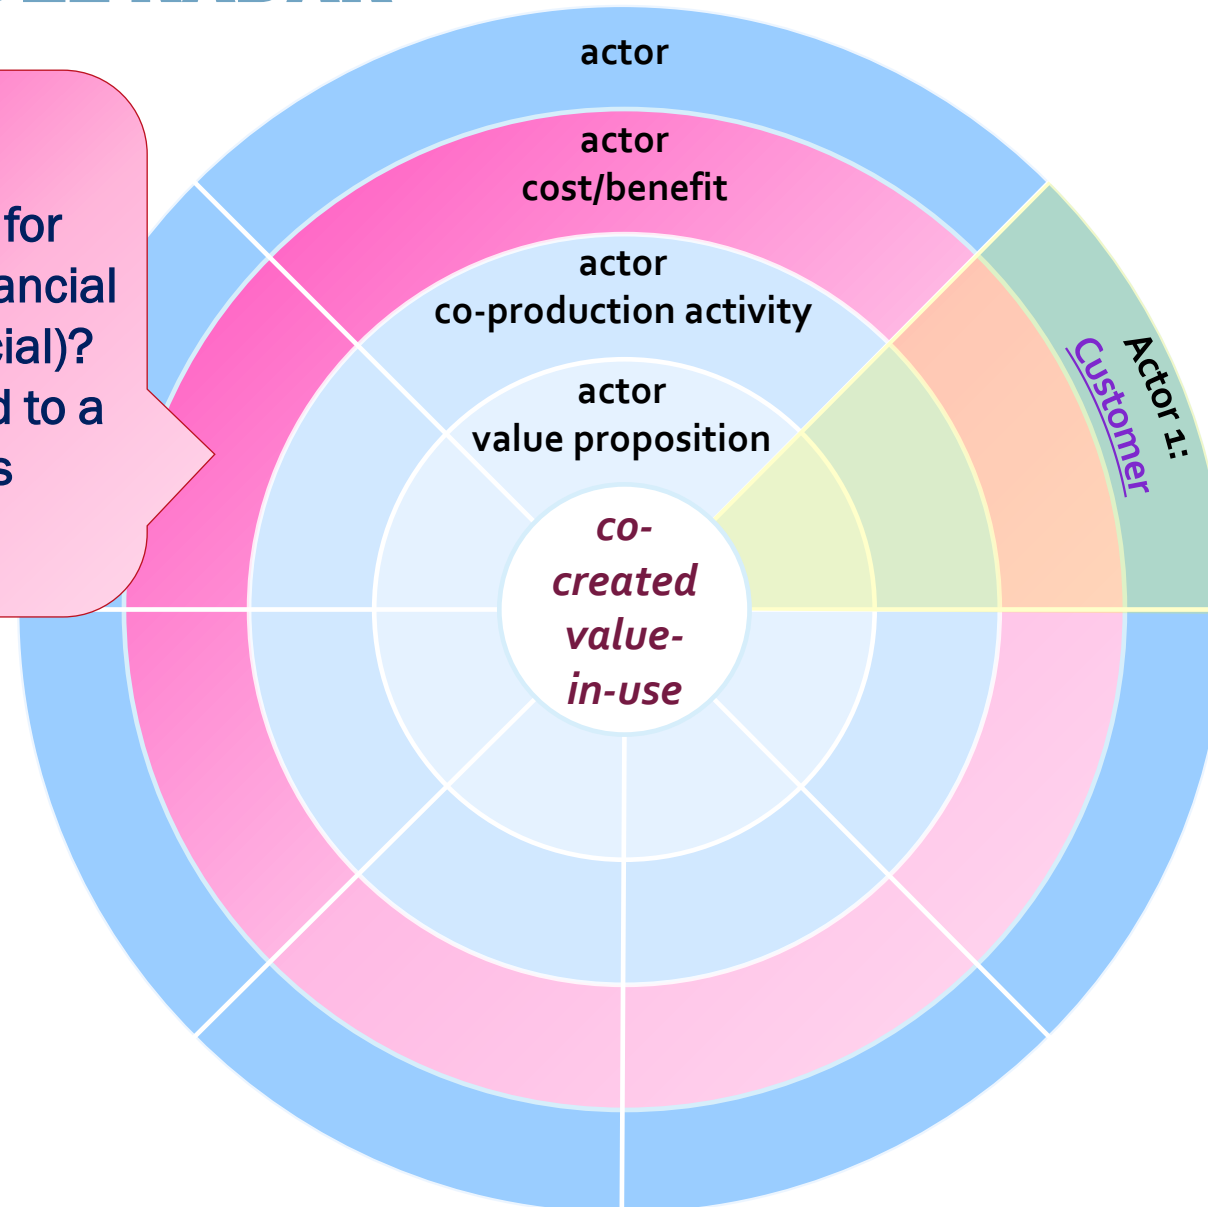 actor
actor
cost/benefit
for
ancial
cial)?
d to a
s
actor
co-production activity
actor
value proposition
Actor 1:
Customer
co-
created
value-
in-use